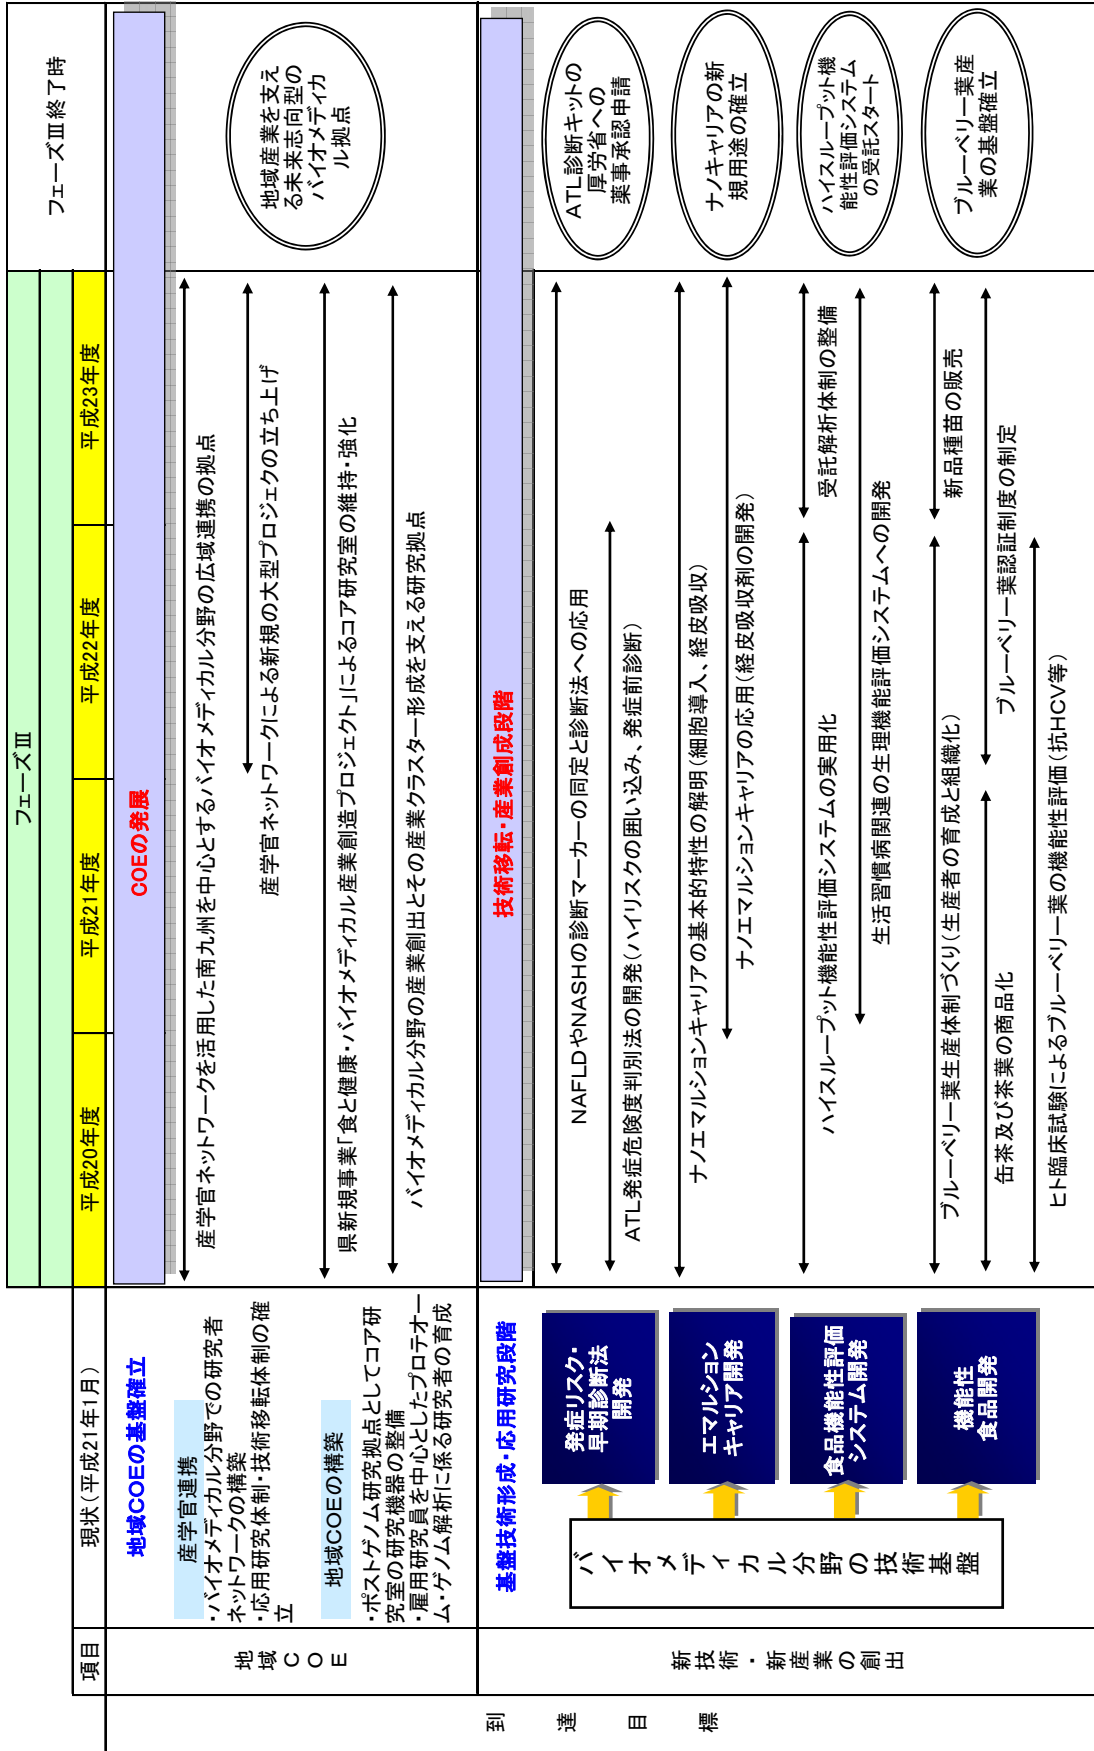 フェーズⅢ
フェーズⅢ終了時
項目
現状(平成21年1月)
平成20年度
平成21年度
平成22年度
平成23年度
到達目標
地域COE
地域COEの基盤確立
産学官連携
・バイオメディカル分野での研究者
ネットワークの構築
・応用研究体制・技術移転体制の確
立
地域COEの構築
・ポストゲノム研究拠点としてコア研
究室の研究機器の整備
・雇用研究員を中心としたプロテオー
ム・ゲノム解析に係る研究者の育成
COEの発展
産学官ネットワークを活用した南九州を中心とするバイオメディカル分野の広域連携の拠点
産学官ネットワークによる新規の大型プロジェクの立ち上げ
県新規事業「食と健康・バイオメディカル産業創造プロジェクト」によるコア研究室の維持・強化
バイオメディカル分野の産業創出とその産業クラスター形成を支える研究拠点
地域産業を支え
る未来志向型の
バイオメディカ
ル拠点
新技術・新産業の創出
基盤技術形成・応用研究段階
バイオメディカル分野の技術基盤
発症リスク・
早期診断法
開発
エマルション
キャリア開発
食品機能性評価
システム開発
機能性
食品開発
技術移転・産業創成段階
NAFLDやNASHの診断マーカーの同定と診断法への応用
ATL発症危険度判別法の開発(ハイリスクの囲い込み、発症前診断)
ナノエマルションキャリアの基本的特性の解明(細胞導入、経皮吸収)
ナノエマルションキャリアの応用(経皮吸収剤の開発)
ハイスループット機能性評価システムの実用化
受託解析体制の整備
生活習慣病関連の生理機能評価システムへの開発
ブルーベリー葉生産体制づくり(生産者の育成と組織化)
新品種苗の販売
缶茶及び茶葉の商品化
ブルーベリー葉認証制度の制定
ヒト臨床試験によるブルーベリー葉の機能性評価(抗HCV等)
ATL診断キットの
厚労省への
薬事承認申請
ナノキャリアの新
規用途の確立
ハイスループット機
能性評価システム
の受託スタート
ブルーベリー葉産
業の基盤確立